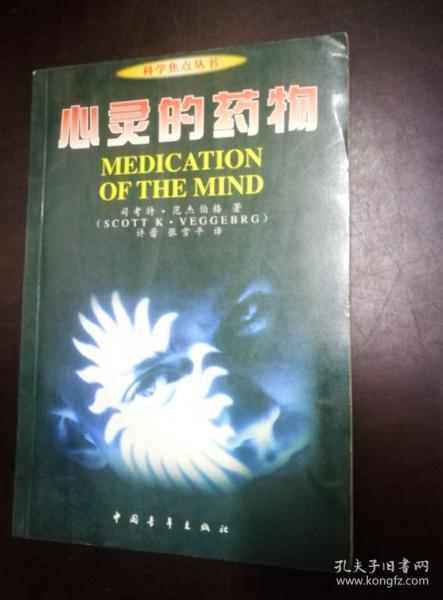 科学焦点丛书
心灵的药物
MEDICATION
OF THE MIND
司考特·范杰伯格 著
(SCOTT K·VEGGEBRG)
许蕾 张雪平 译
中国青年出版社
孔夫子旧书网
www.kongfz.com